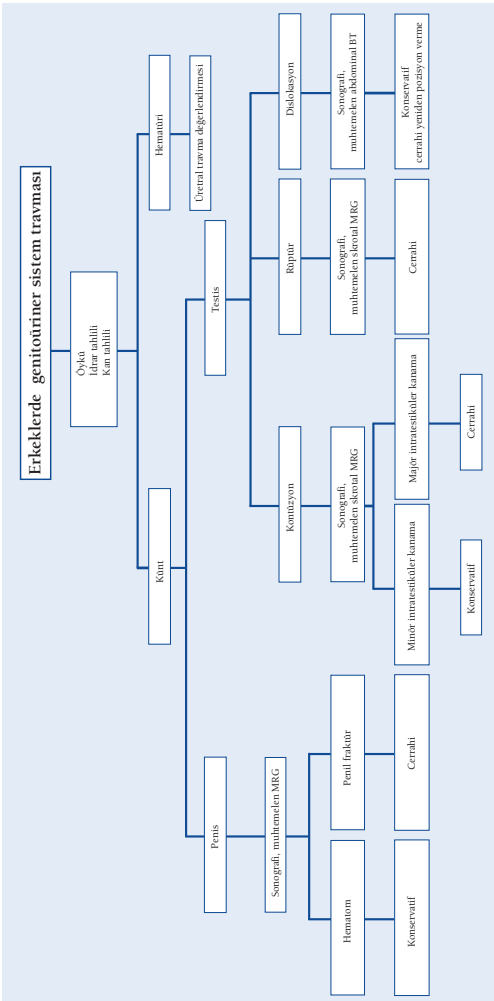 Erkeklerde genitoüriner sistem travması
Öykü
İdrar tahlili
Kan tahlili
Künt
Hematüri
Üretral travma değerlendirmesi
Penis
Testis
Sonografi, muhtemelen MRG
Hematom
Penil fraktür
Konservatif
Cerrahi
Kontüzyon
Rüptür
Dislokasyon
Sonografi,
muhtemelen skrotal MRG
Sonografi,
muhtemelen skrotal MRG
Sonografi,
muhtemelen abdominal BT
Minör intratestiküler kanama
Majör intratestiküler kanama
Cerrahi
Konservatif
cerrahi yeniden pozisyon verme
Konservatif
Cerrahi